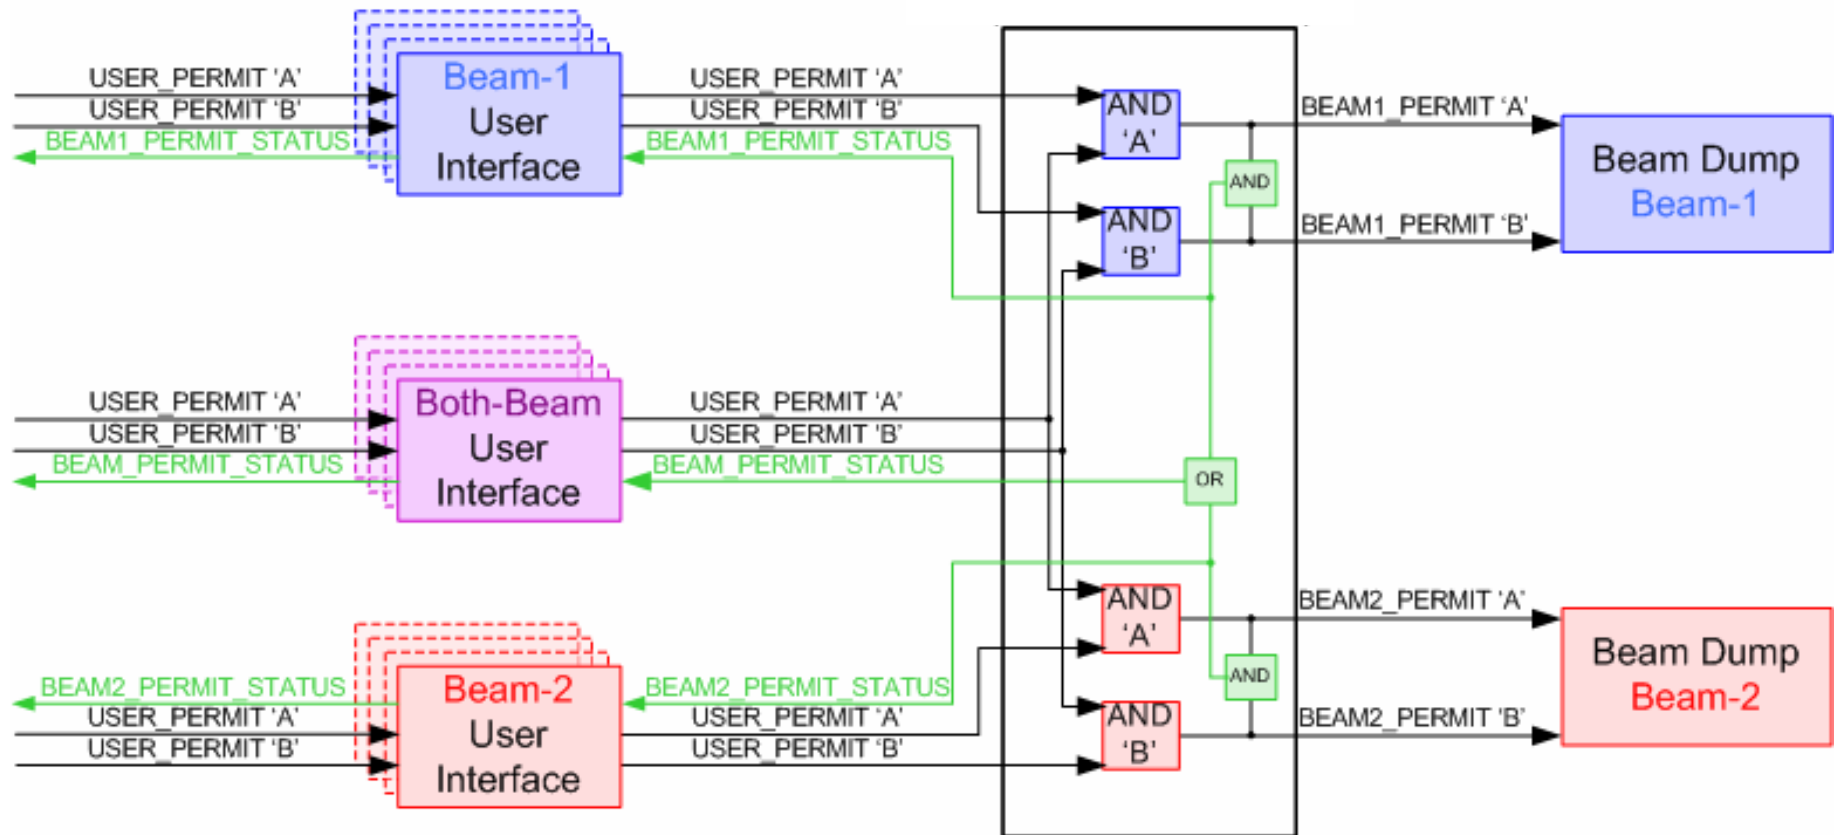 USER_PERMIT ‘A’
USER_PERMIT ‘B’
BEAM1_PERMIT_STATUS
Beam-1
User
Interface
USER_PERMIT ‘A’
USER_PERMIT ‘B’
BEAM1_PERMIT_STATUS
AND
‘A’
AND
‘B’
AND
BEAM1_PERMIT ‘A’
BEAM1_PERMIT ‘B’
Beam Dump
Beam-1
USER_PERMIT ‘A’
USER_PERMIT ‘B’
BEAM_PERMIT_STATUS
Both-Beam
User
Interface
USER_PERMIT ‘A’
USER_PERMIT ‘B’
BEAM_PERMIT_STATUS
OR
BEAM2_PERMIT_STATUS
USER_PERMIT ‘A’
USER_PERMIT ‘B’
Beam-2
User
Interface
BEAM2_PERMIT_STATUS
USER_PERMIT ‘A’
USER_PERMIT ‘B’
AND
‘A’
AND
‘B’
AND
BEAM2_PERMIT ‘A’
BEAM2_PERMIT ‘B’
Beam Dump
Beam-2